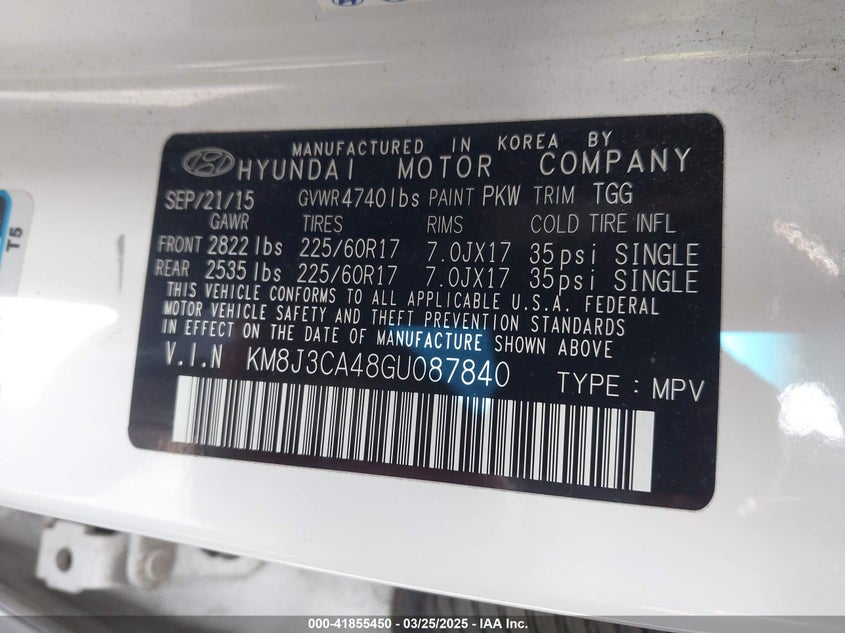 MANUFACTURED IN KOREA BY
HYUNDAI MOTOR COMPANY
SEP/21/15 GVWR 4740lbs PAINT PKW TRIM TGG
GAWR TIRES RIMS COLD TIRE INFL
FRONT 2822 lbs 225/60R17 7.0JX17 35psi SINGLE
REAR 2535 lbs 225/60R17 7.0JX17 35psi SINGLE
THIS VEHICLE CONFORMS TO ALL APPLICABLE U.S.A. FEDERAL
MOTOR VEHICLE SAFETY AND THEFT PREVENTION STANDARDS
IN EFFECT ON THE DATE OF MANUFACTURE SHOWN ABOVE
V.I.N KM8J3CA48GU087840 TYPE : MPV
T5
000-41855450 - 03/25/2025 - IAA Inc.